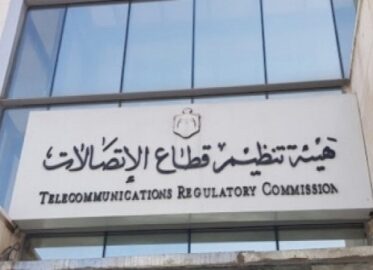 هيئة تنظيم قطاع الإتصالات
TELECOMMUNICATIONS REGULATORY COMMISSION